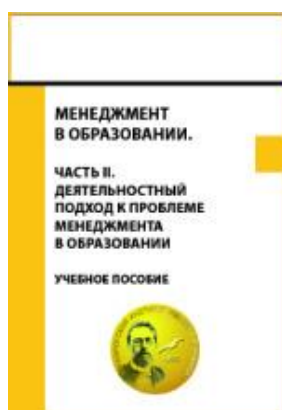 МЕНЕДЖМЕНТ
В ОБРАЗОВАНИИ.
ЧАСТЬ II.
ДЕЯТЕЛЬНОСТНЫЙ
ПОДХОД К ПРОБЛЕМЕ
МЕНЕДЖМЕНТА
В ОБРАЗОВАНИИ
УЧЕБНОЕ ПОСОБИЕ